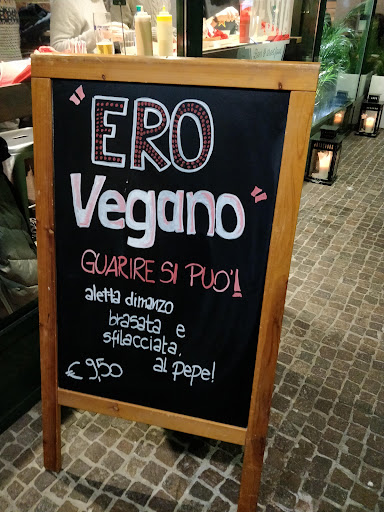 "ERO
Vegano"
GUARIRE SI PUO'!
aletta di manzo
brasata e
sfilacciata,
al pepe!
€ 9,50